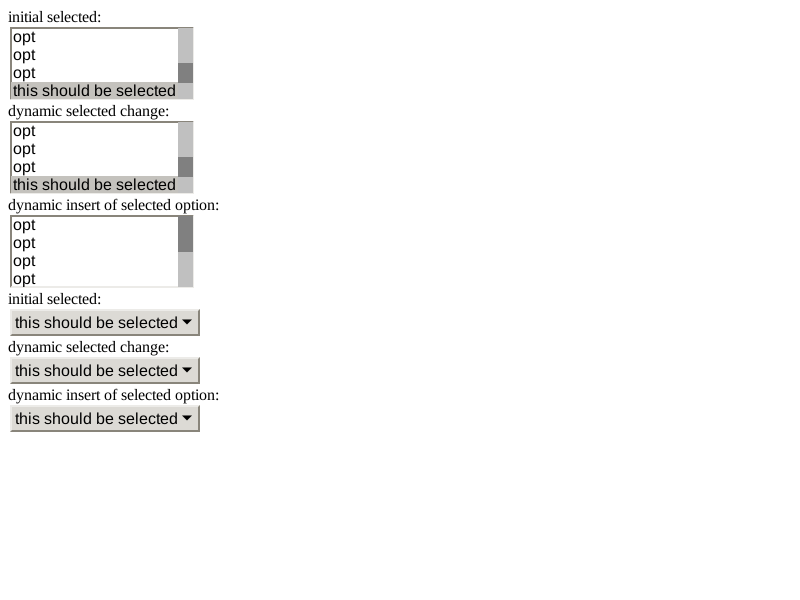 initial selected:
opt
opt
opt
this should be selected
dynamic selected change:
opt
opt
opt
this should be selected
dynamic insert of selected option:
opt
opt
opt
opt
initial selected:
this should be selected
dynamic selected change:
this should be selected
dynamic insert of selected option:
this should be selected